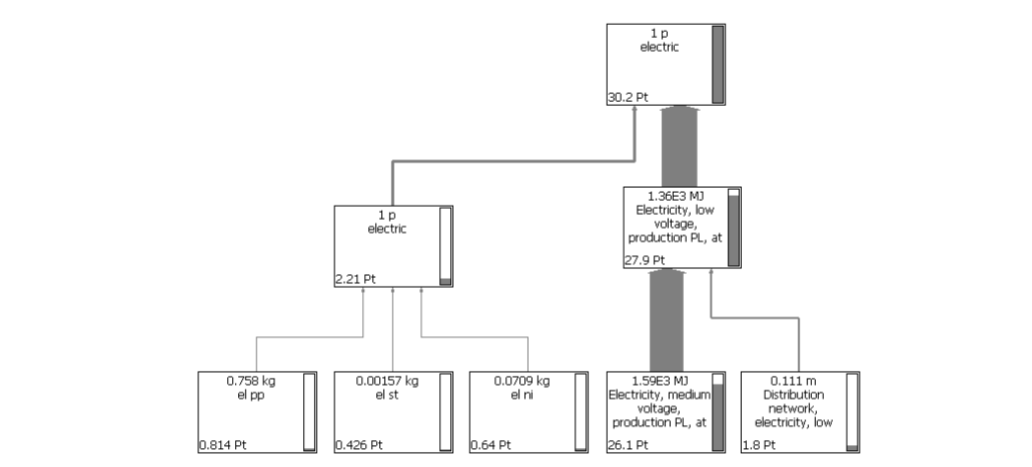 1 p
electric
30.2 Pt
1.36E3 MJ
Electricity, low
voltage,
production PL, at
27.9 Pt
1 p
electric
2.21 Pt
0.758 kg
el pp
0.814 Pt
0.00157 kg
el st
0.426 Pt
0.0709 kg
el ni
0.64 Pt
1.59E3 MJ
Electricity, medium
voltage,
production PL, at
26.1 Pt
0.111 m
Distribution
network,
electricity, low
1.8 Pt